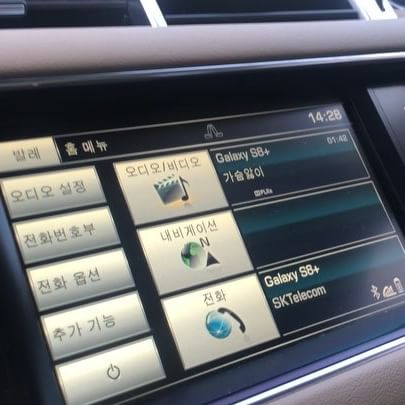 14:28
발레
홈 메뉴
오디오 설정
전화번호부
전화 옵션
추가 기능
오디오/비디오
내비게이션
N
전화
Galaxy S8+
01:42
가슴앓이
Galaxy S8+
SKTelecom